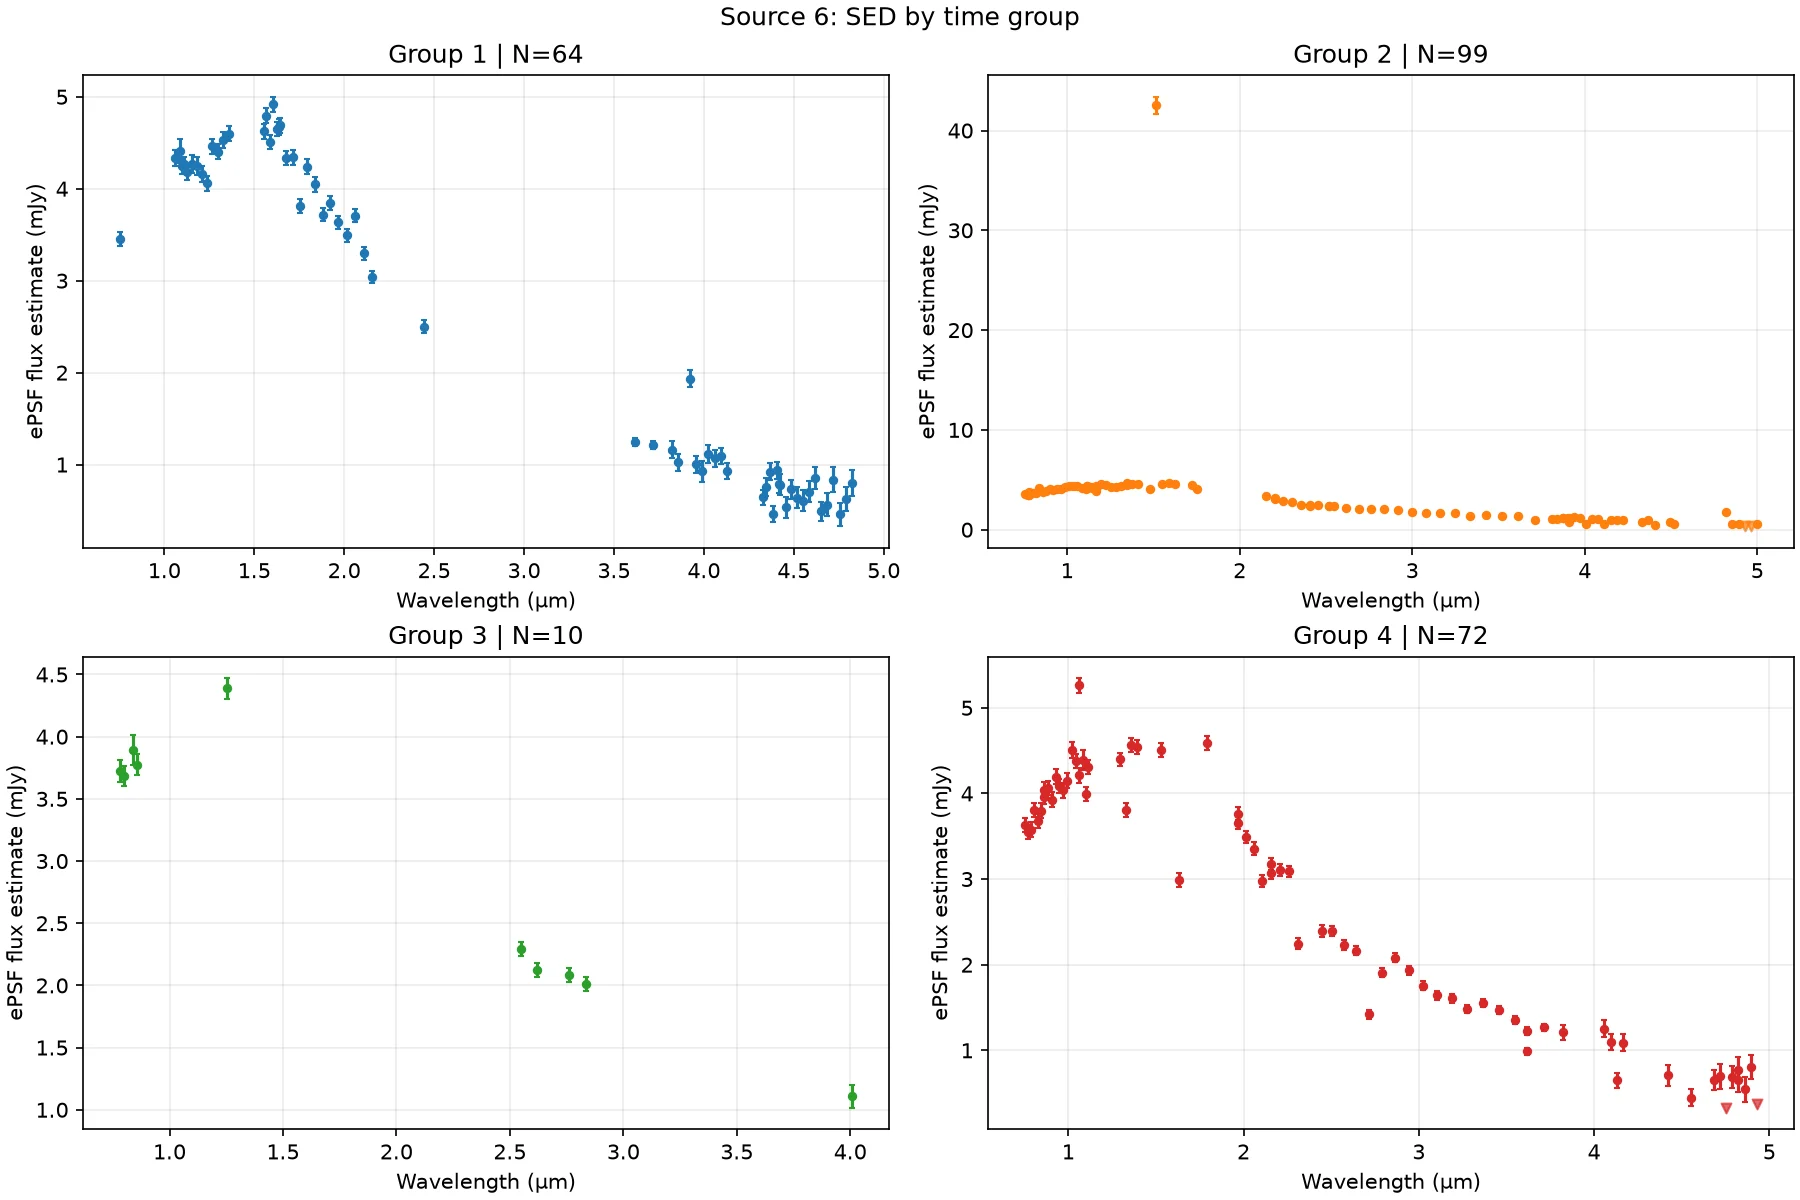 Source 6: SED by time group
Group 1 | N=64
ePSF flux estimate (mJy)
5
4
3
2
1
1.0 1.5 2.0 2.5 3.0 3.5 4.0 4.5 5.0
Wavelength (μm)
Group 2 | N=99
ePSF flux estimate (mJy)
40
30
20
10
0
1 2 3 4 5
Wavelength (μm)
Group 3 | N=10
ePSF flux estimate (mJy)
4.5
4.0
3.5
3.0
2.5
2.0
1.5
1.0
1.0 1.5 2.0 2.5 3.0 3.5 4.0
Wavelength (μm)
Group 4 | N=72
ePSF flux estimate (mJy)
5
4
3
2
1
1 2 3 4 5
Wavelength (μm)